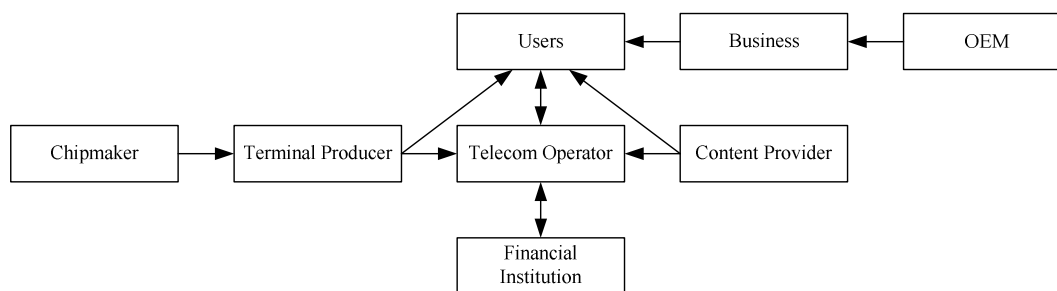 Users
Business
OEM
Chipmaker
Terminal Producer
Telecom Operator
Content Provider
Financial
Institution